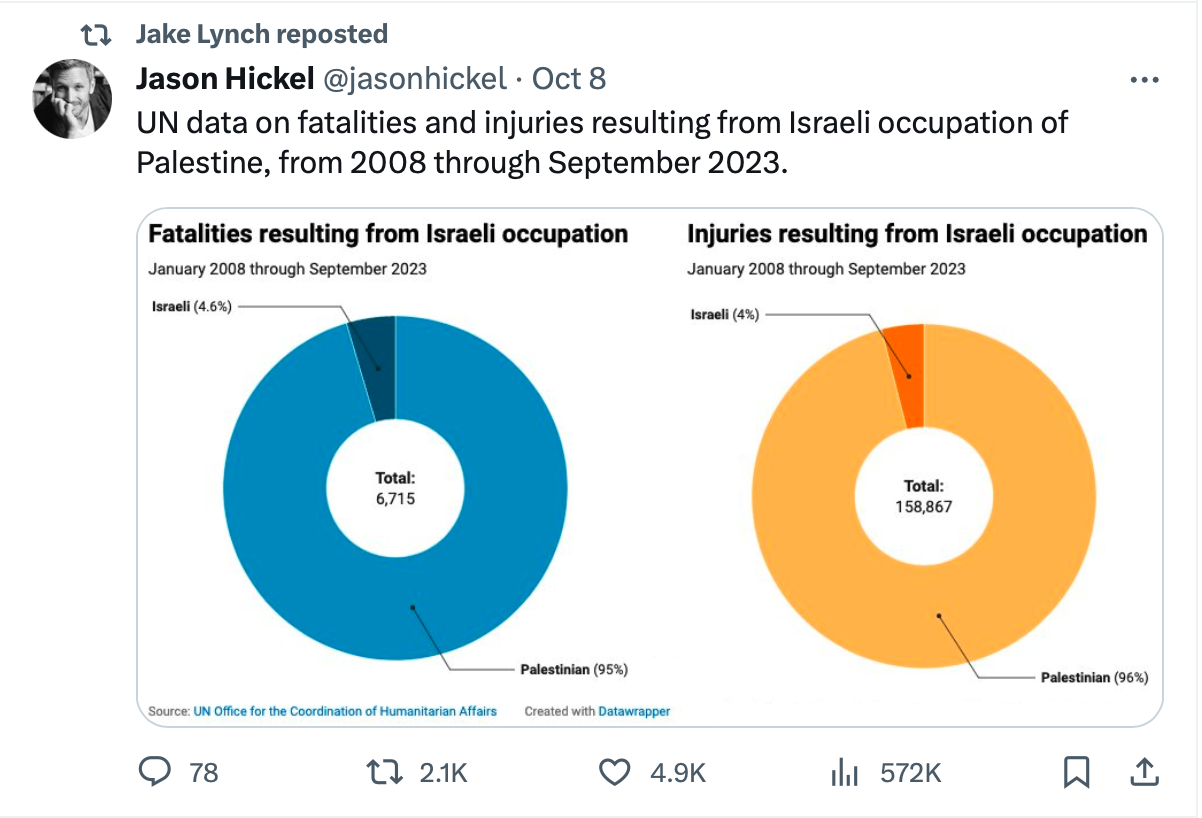 Jake Lynch reposted
Jason Hickel @jasonhickel · Oct 8
UN data on fatalities and injuries resulting from Israeli occupation of
Palestine, from 2008 through September 2023.
Fatalities resulting from Israeli occupation
January 2008 through September 2023
Israeli (4.6%)
Total:
6,715
Palestinian (95%)
Source: UN Office for the Coordination of Humanitarian Affairs
Created with Datawrapper
Injuries resulting from Israeli occupation
January 2008 through September 2023
Israeli (4%)
Total:
158,867
Palestinian (96%)
78
2.1K
4.9K
572K